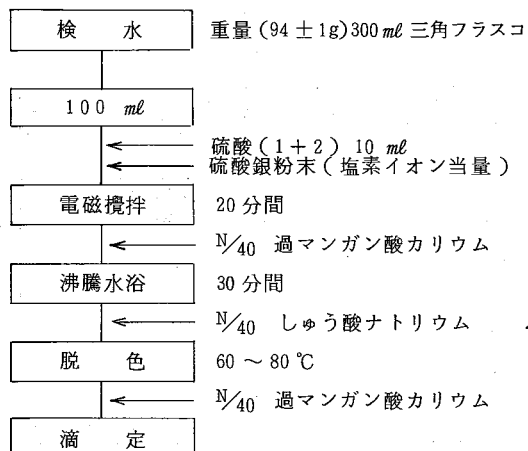 検水 重量(94±1g)300㎖三角フラスコ
100 ㎖
硫酸(1+2) 10 ㎖
硫酸銀粉末(塩素イオン当量)
電磁攪拌 20分間
N/40 過マンガン酸カリウム
沸騰水浴 30分間
N/40 しゅう酸ナトリウム
脱色 60~80℃
N/40 過マンガン酸カリウム
滴定